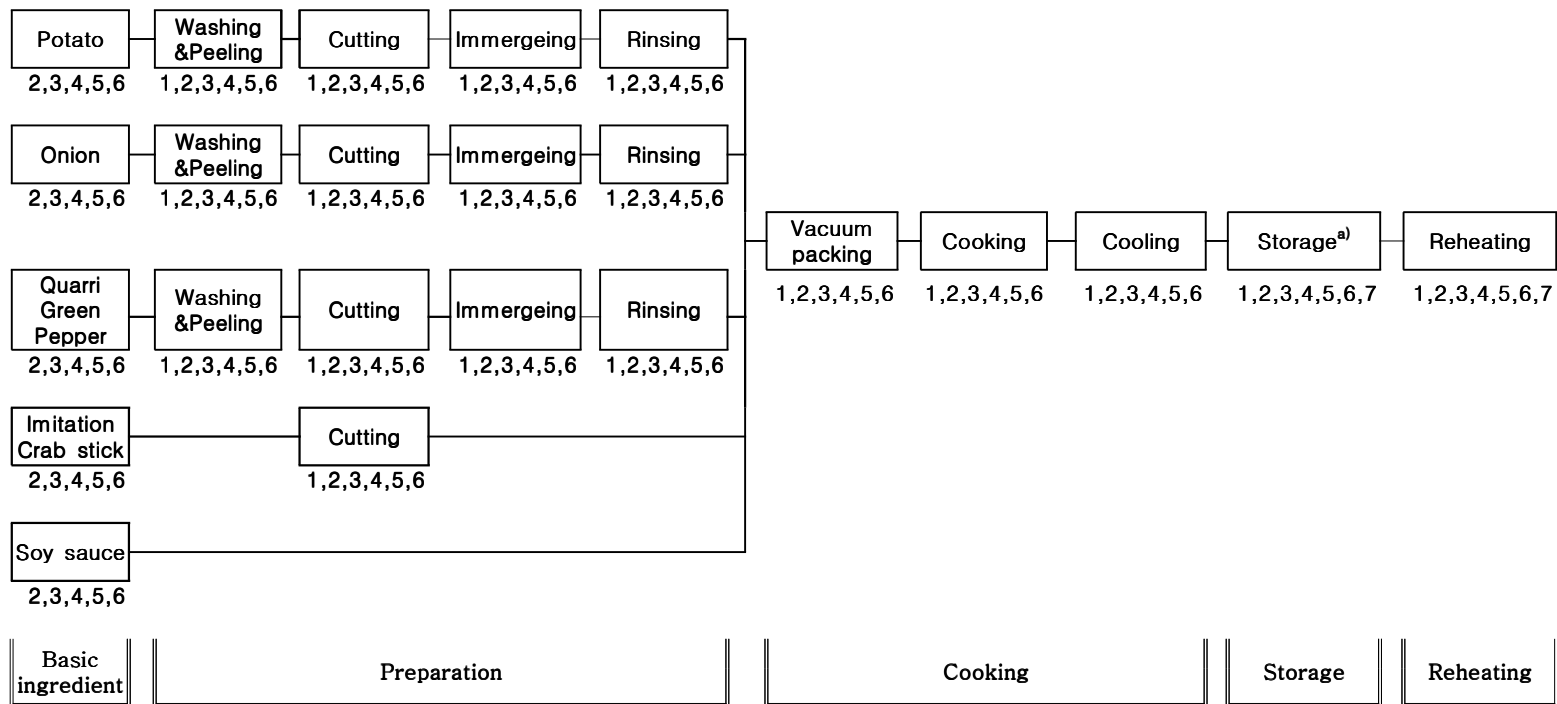 Potato
Washing
&Peeling
Cutting
Immergeing
Rinsing
2,3,4,5,6
1,2,3,4,5,6
1,2,3,4,5,6
1,2,3,4,5,6
1,2,3,4,5,6
Onion
Washing
&Peeling
Cutting
Immergeing
Rinsing
2,3,4,5,6
1,2,3,4,5,6
1,2,3,4,5,6
1,2,3,4,5,6
1,2,3,4,5,6
Vacuum
packing
Cooking
Cooling
Storage a)
Reheating
1,2,3,4,5,6
1,2,3,4,5,6
1,2,3,4,5,6
1,2,3,4,5,6,7
1,2,3,4,5,6,7
Quarri
Green
Pepper
Washing
&Peeling
Cutting
Immergeing
Rinsing
2,3,4,5,6
1,2,3,4,5,6
1,2,3,4,5,6
1,2,3,4,5,6
1,2,3,4,5,6
Imitation
Crab stick
Cutting
2,3,4,5,6
1,2,3,4,5,6
Soy sauce
2,3,4,5,6
Basic
ingredient
Preparation
Cooking
Storage
Reheating